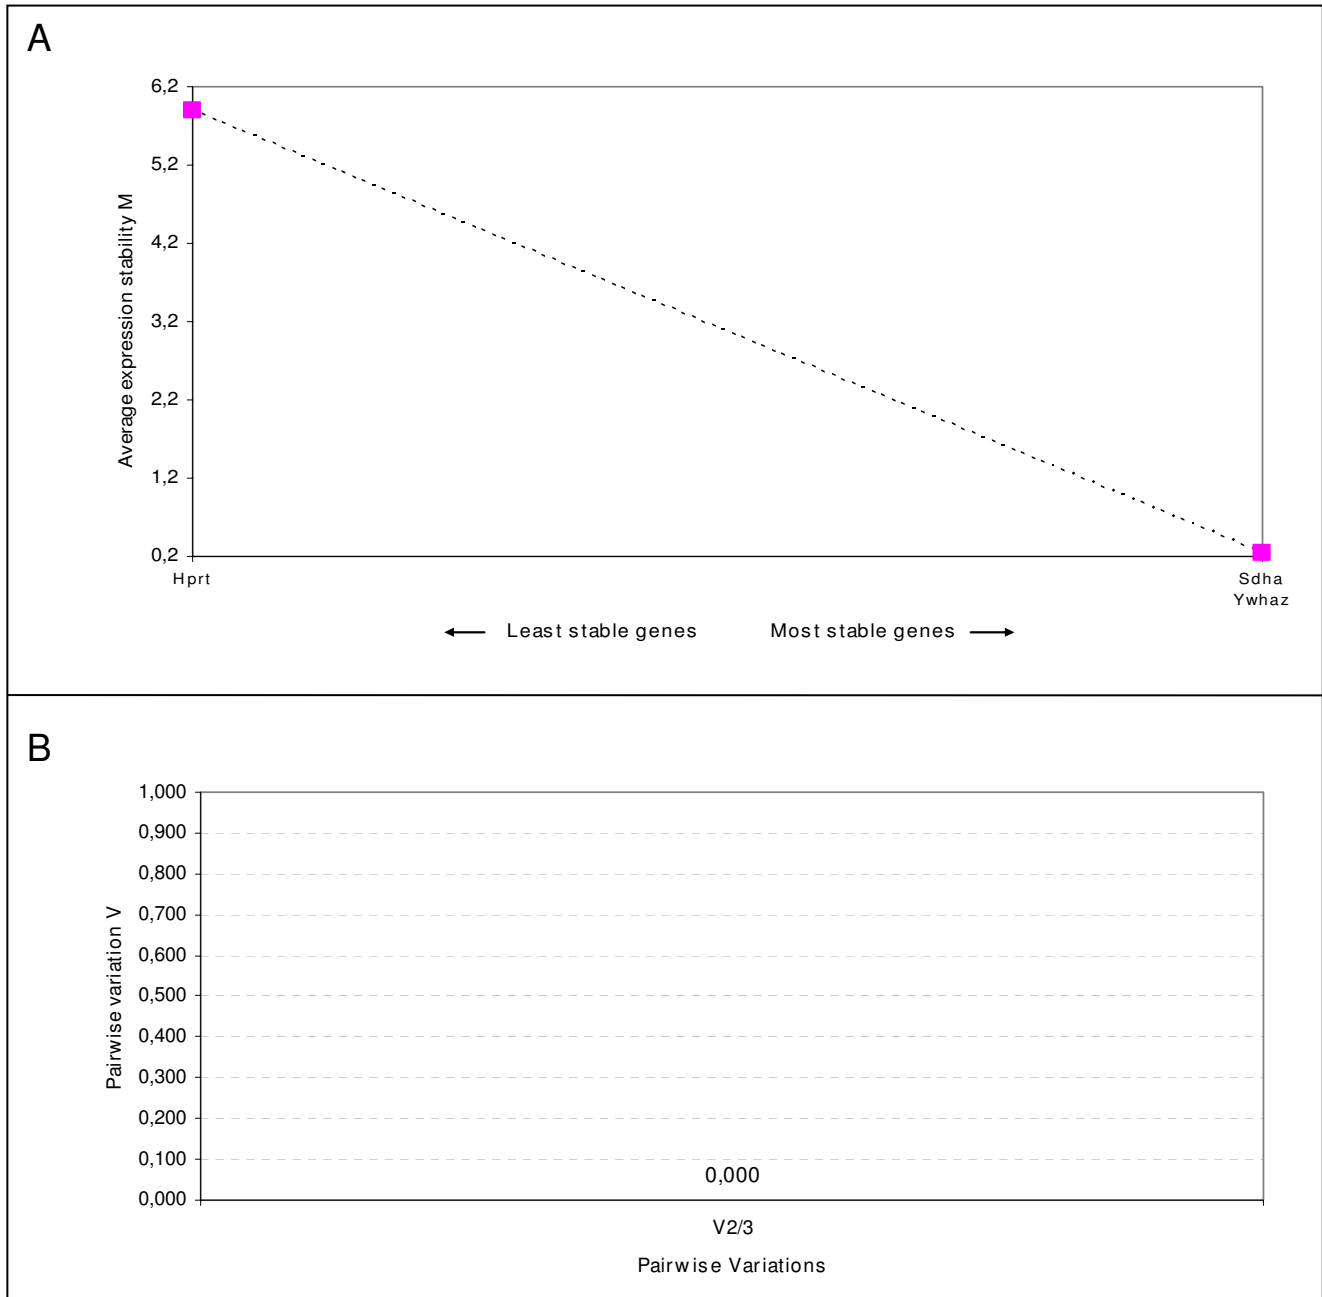 A
6,2
5,2
4,2
3,2
2,2
1,2
0,2
Average expression stability M
Hprt
Sdha
Ywhaz
Least stable genes
Most stable genes
B
1,000
0,900
0,800
0,700
0,600
0,500
0,400
0,300
0,200
0,100
0,000
Pairwise variation V
0,000
V2/3
Pairwise Variations